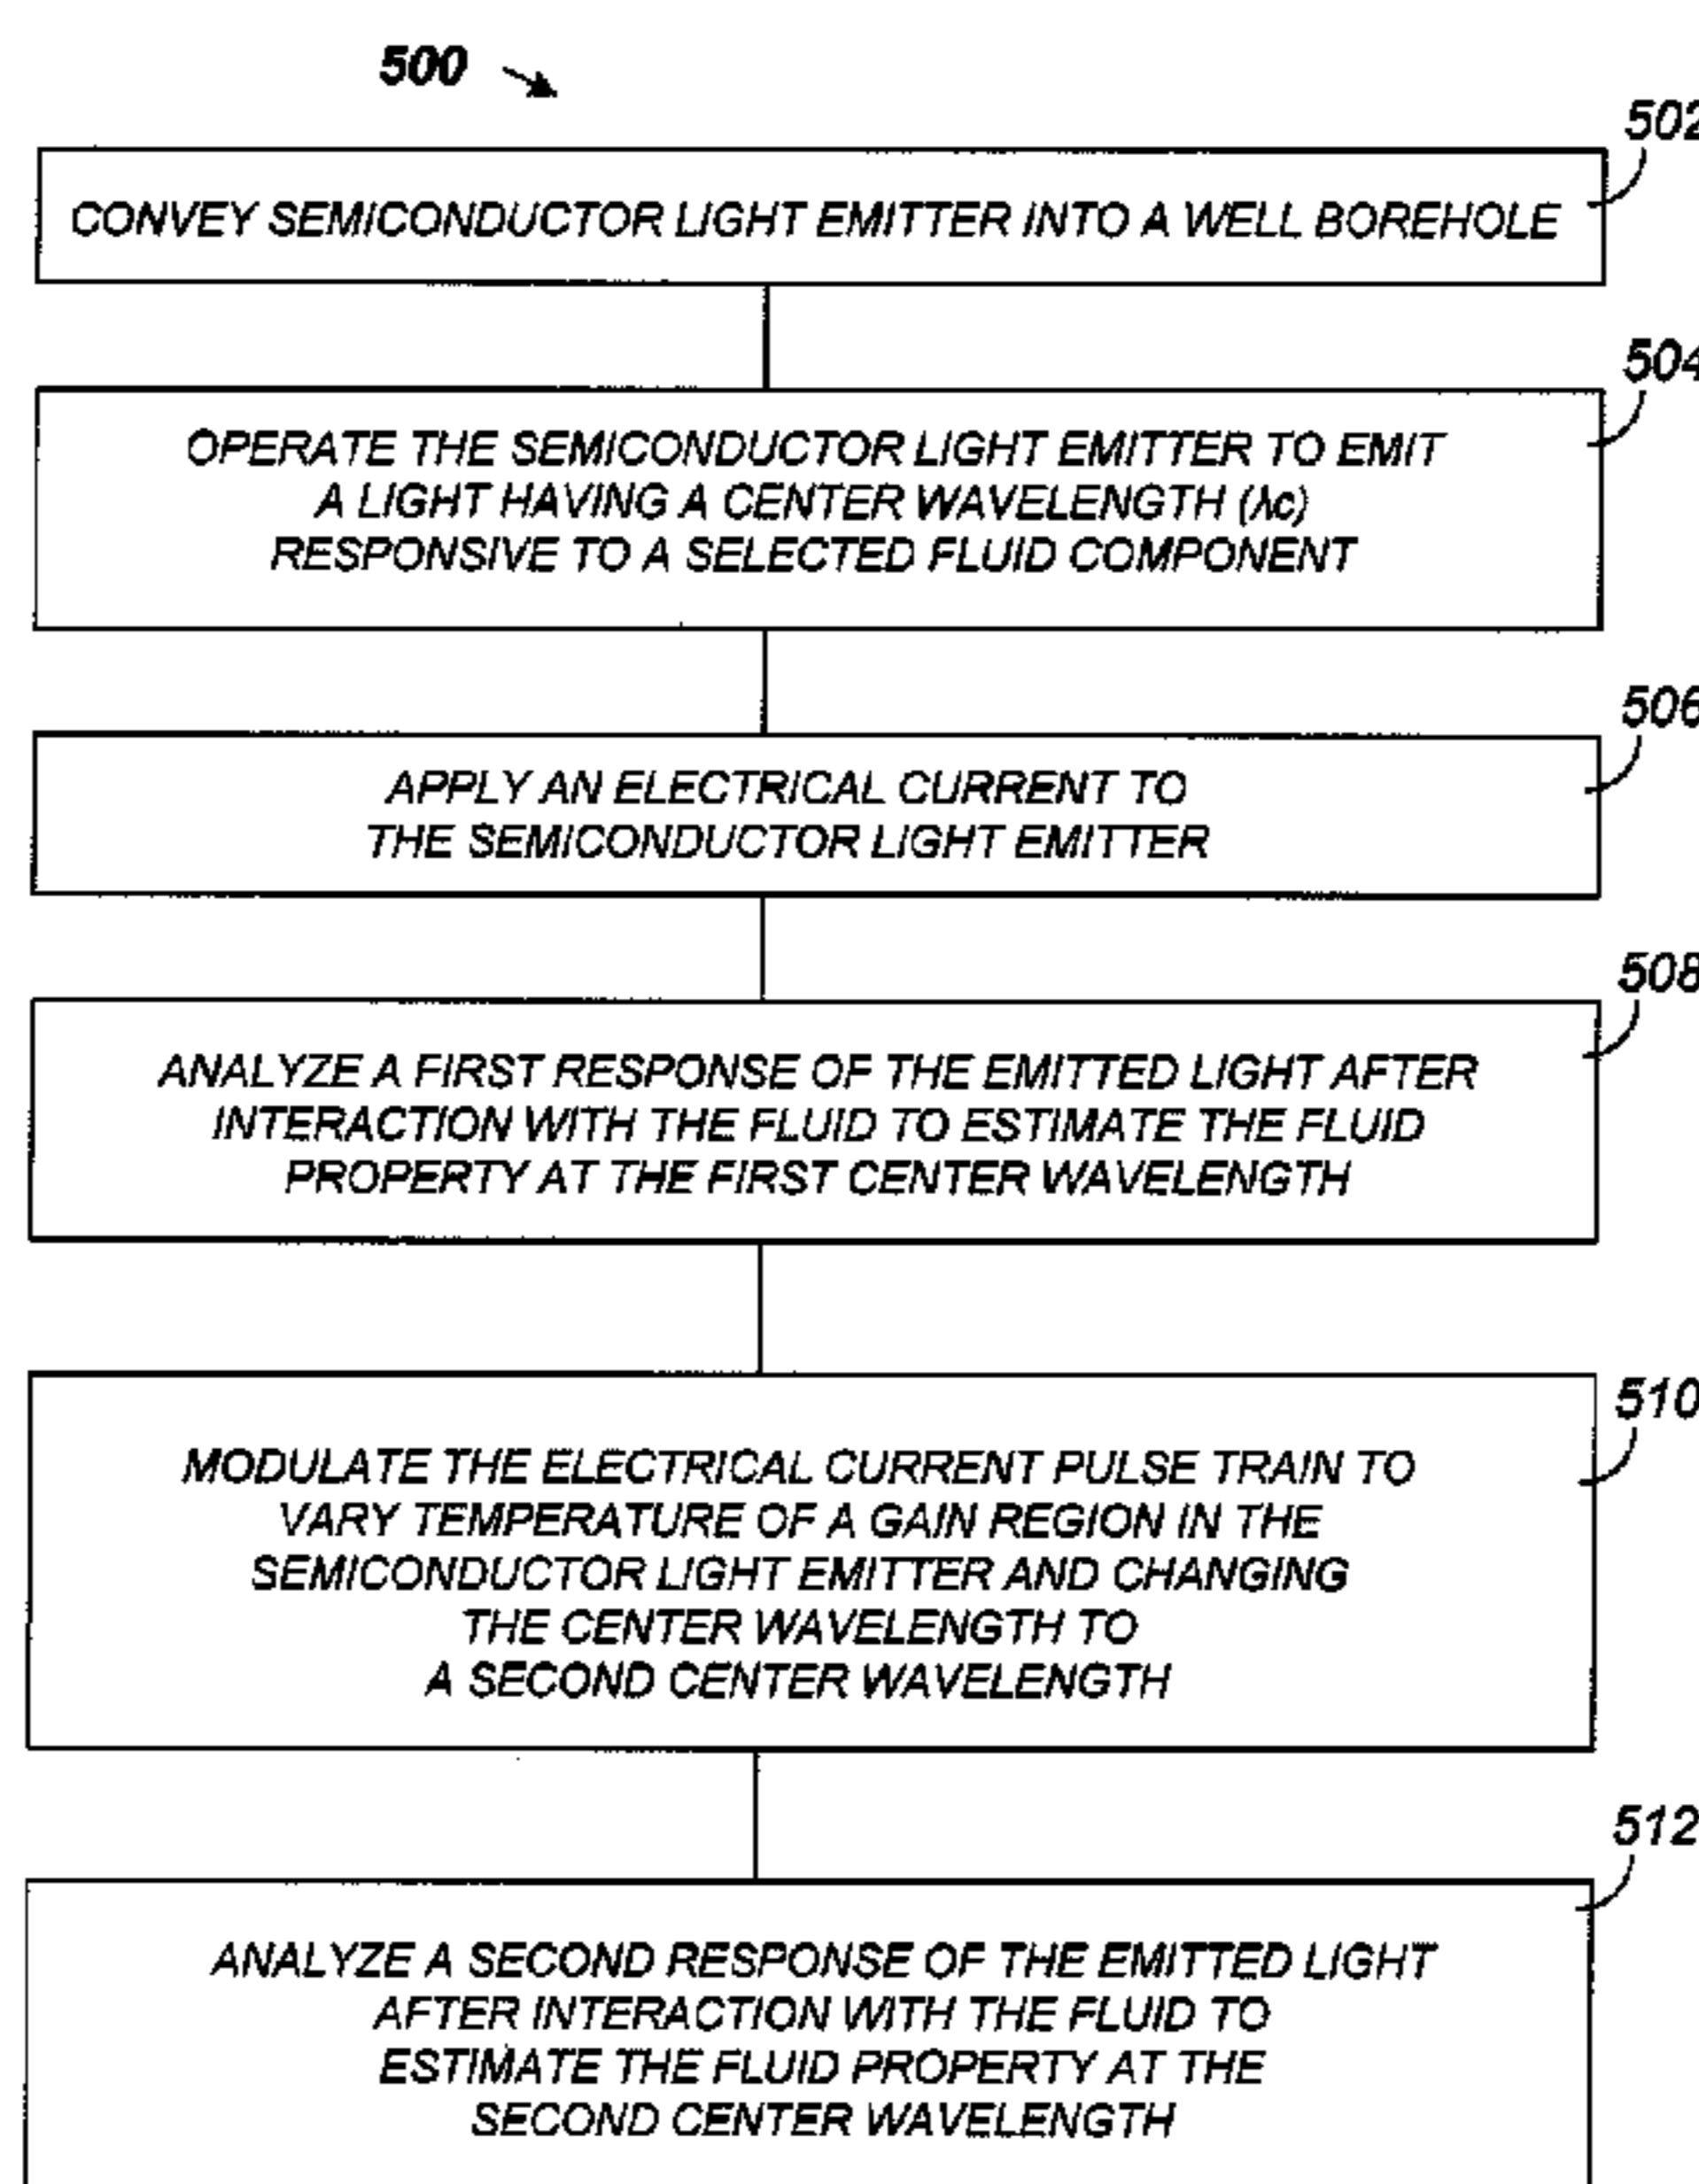 500
502
CONVEY SEMICONDUCTOR LIGHT EMITTER INTO A WELL BOREHOLE
504
OPERATE THE SEMICONDUCTOR LIGHT EMITTER TO EMIT
A LIGHT HAVING A CENTER WAVELENGTH (λc)
RESPONSIVE TO A SELECTED FLUID COMPONENT
506
APPLY AN ELECTRICAL CURRENT TO
THE SEMICONDUCTOR LIGHT EMITTER
508
ANALYZE A FIRST RESPONSE OF THE EMITTED LIGHT AFTER
INTERACTION WITH THE FLUID TO ESTIMATE THE FLUID
PROPERTY AT THE FIRST CENTER WAVELENGTH
510
MODULATE THE ELECTRICAL CURRENT PULSE TRAIN TO
VARY TEMPERATURE OF A GAIN REGION IN THE
SEMICONDUCTOR LIGHT EMITTER AND CHANGING
THE CENTER WAVELENGTH TO
A SECOND CENTER WAVELENGTH
512
ANALYZE A SECOND RESPONSE OF THE EMITTED LIGHT
AFTER INTERACTION WITH THE FLUID TO
ESTIMATE THE FLUID PROPERTY AT THE
SECOND CENTER WAVELENGTH